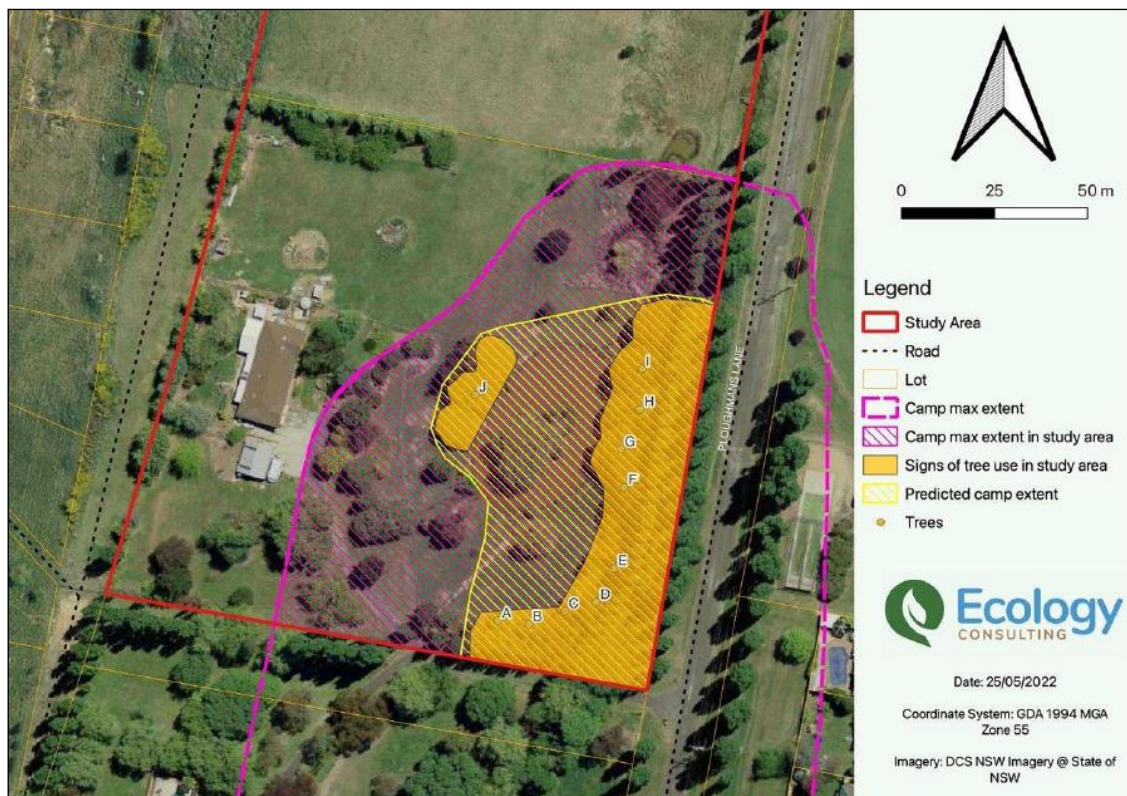 I
J
H
G
F
E
D
C
A
B
PLOUGHMANS LANE
0 25 50 m
Legend
Study Area
Road
Lot
Camp max extent
Camp max extent in study area
Signs of tree use in study area
Predicted camp extent
Trees
Ecology
CONSULTING
Date: 25/05/2022
Coordinate System: GDA 1994 MGA
Zone 55
Imagery: DCS NSW Imagery @ State of
NSW